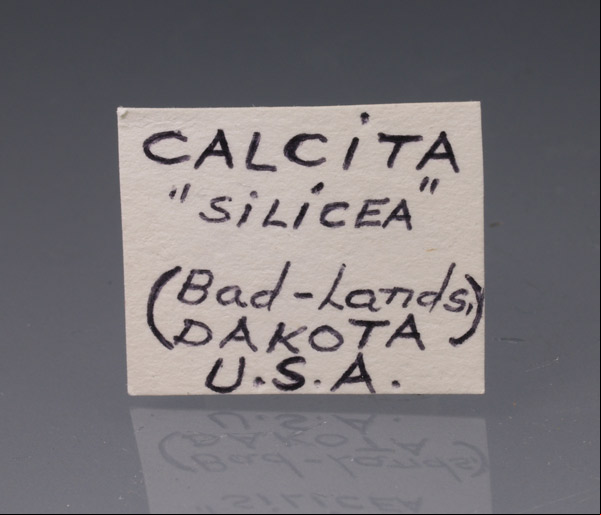 CALCiTA
"SiLiCEA"
(Bad-Lands,
DAKOTA)
U.S.A.